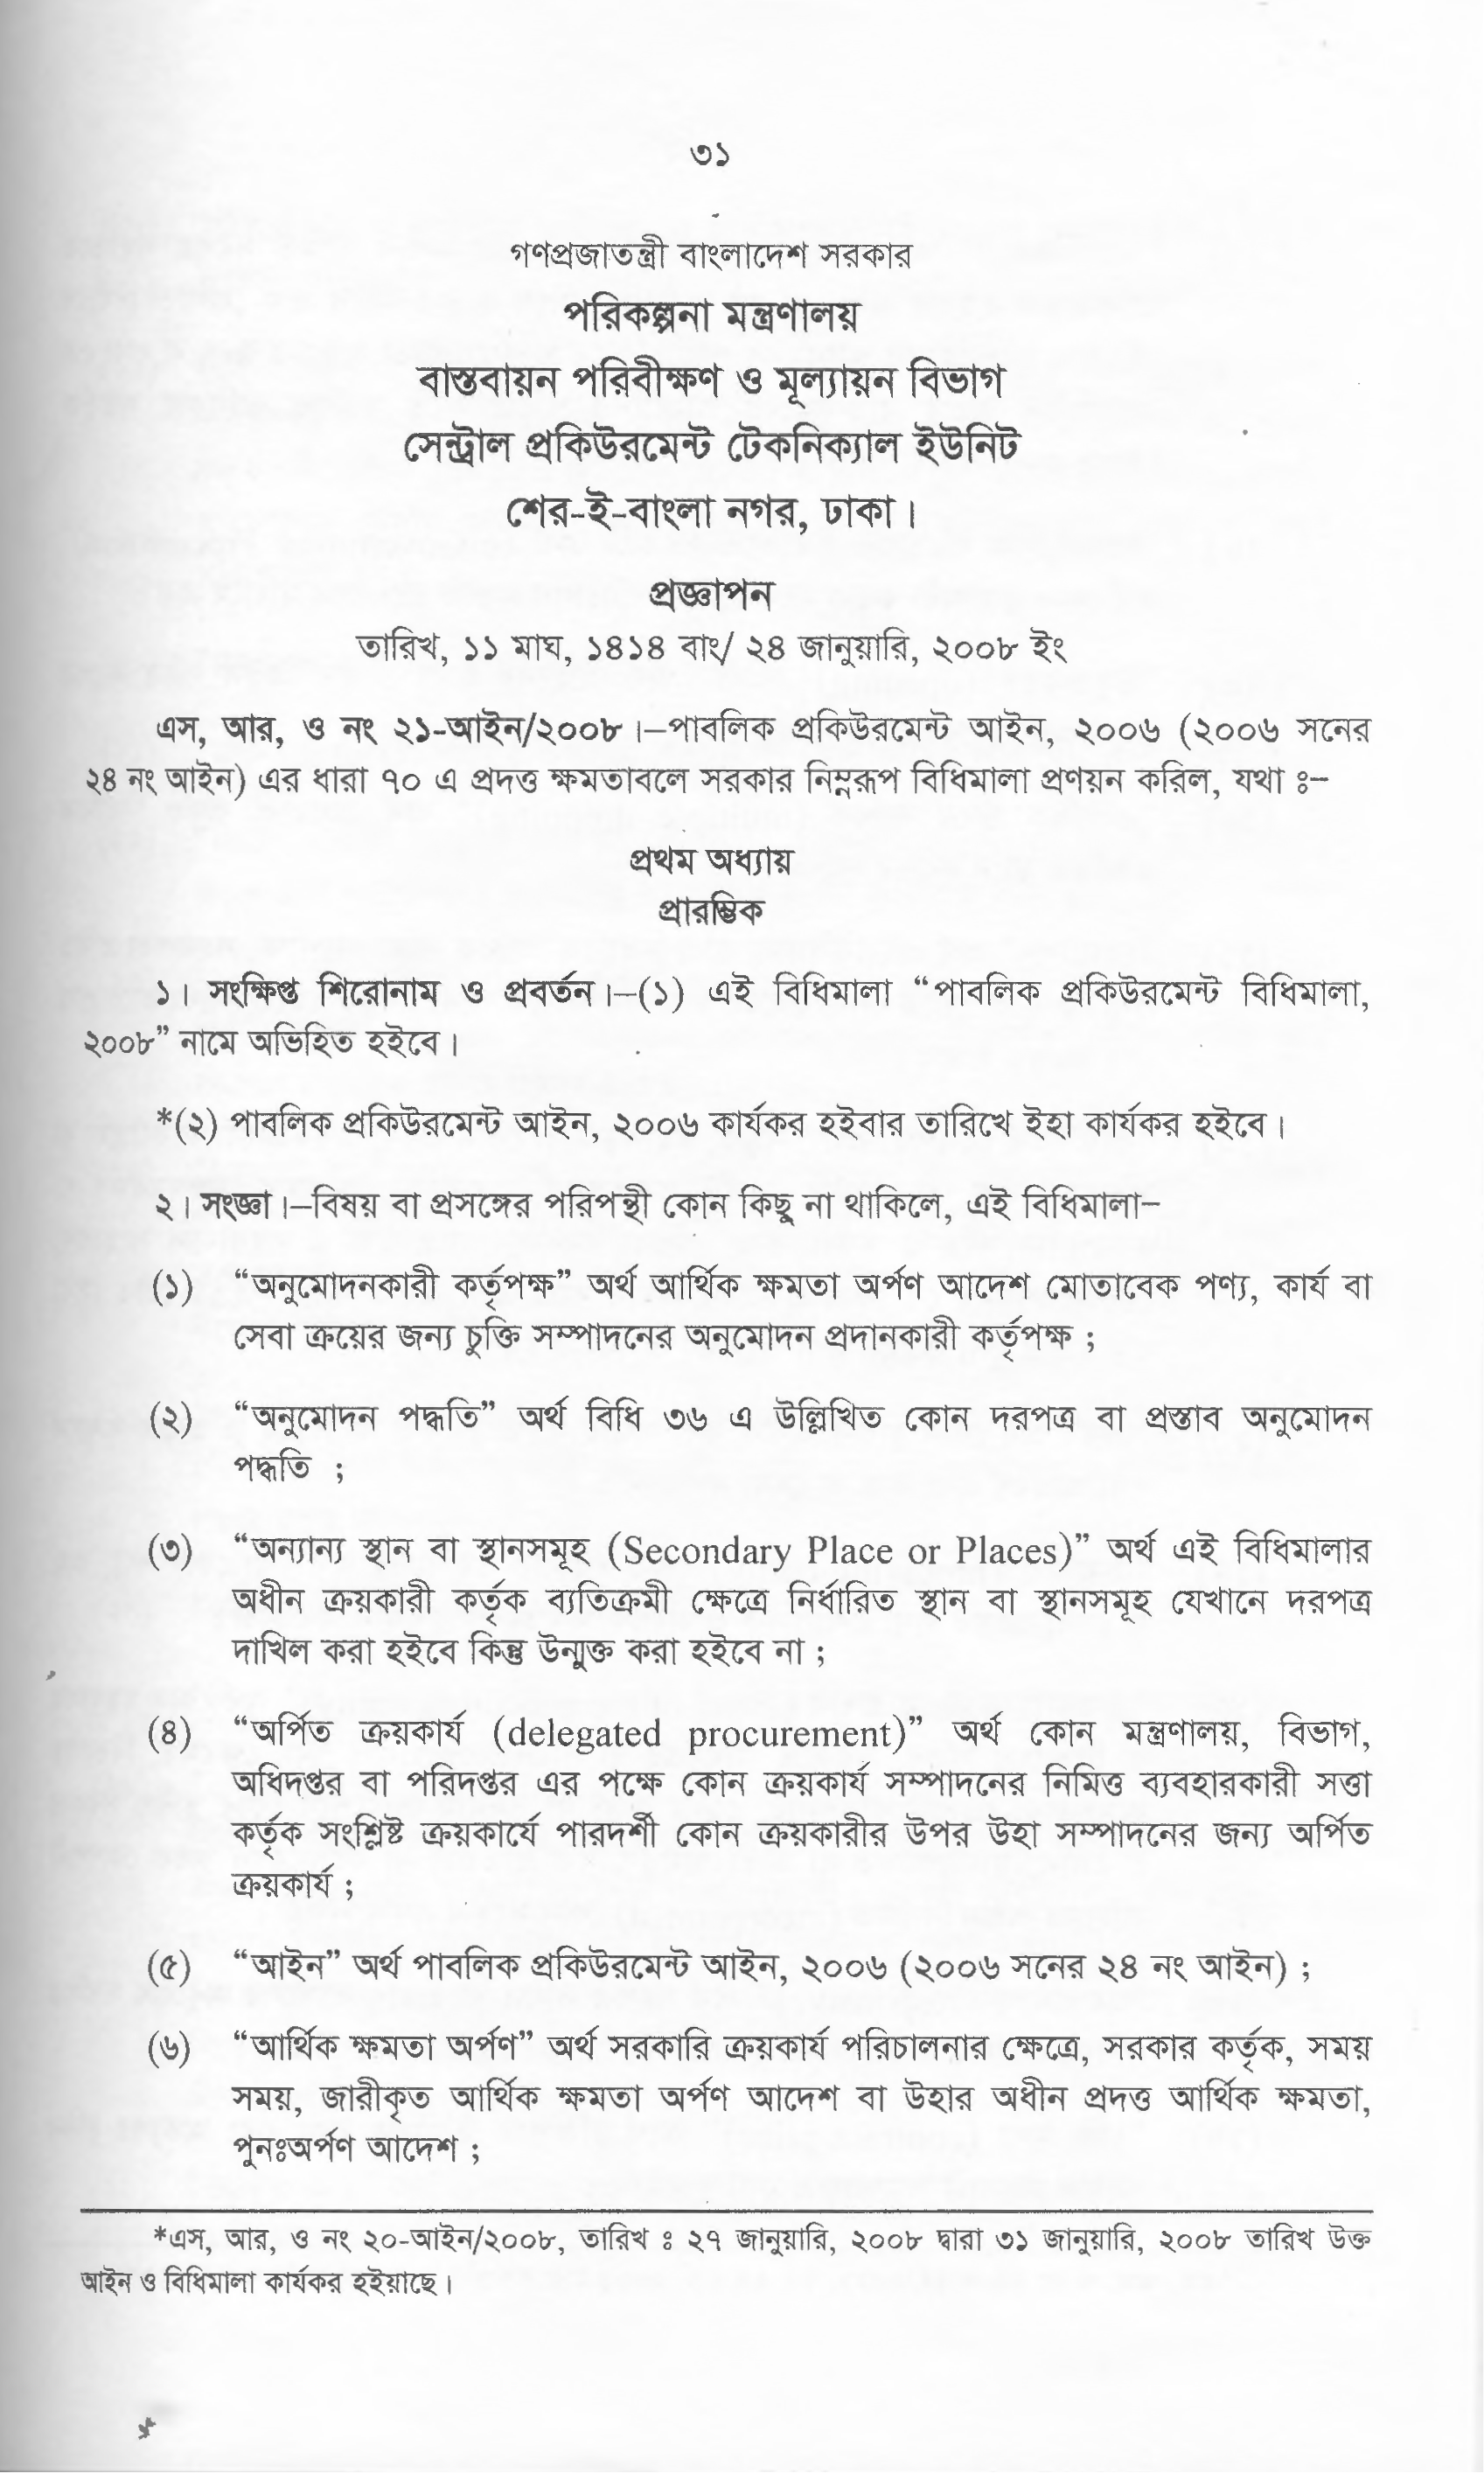 ৩১
গণপ্রজাতন্ত্রী বাংলাদেশ সরকার
পরিকল্পনা মন্ত্রণালয়
বাস্তবায়ন পরিবীক্ষণ ও মূল্যায়ন বিভাগ
সেন্ট্রাল প্রকিউরমেন্ট টেকনিক্যাল ইউনিট
শের-ই-বাংলা নগর, ঢাকা।
প্রজ্ঞাপন
তারিখ, ১১ মাঘ, ১৪১৪ বাং/ ২৪ জানুয়ারি, ২০০৮ ইং
এস, আর, ও নং ২১-আইন/২০০৮।–পাবলিক প্রকিউরমেন্ট আইন, ২০০৬ (২০০৬ সনের
২৪ নং আইন) এর ধারা ৭০ এ প্রদত্ত ক্ষমতাবলে সরকার নিম্নরূপ বিধিমালা প্রণয়ন করিল, যথা ঃ–
প্রথম অধ্যায়
প্রারম্ভিক
১। সংক্ষিপ্ত শিরোনাম ও প্রবর্তন।–(১) এই বিধিমালা “পাবলিক প্রকিউরমেন্ট বিধিমালা,
২০০৮” নামে অভিহিত হইবে।
*(২) পাবলিক প্রকিউরমেন্ট আইন, ২০০৬ কার্যকর হইবার তারিখে ইহা কার্যকর হইবে।
২। সংজ্ঞা।–বিষয় বা প্রসঙ্গের পরিপন্থী কোন কিছু না থাকিলে, এই বিধিমালা–
(১) “অনুমোদনকারী কর্তৃপক্ষ” অর্থ আর্থিক ক্ষমতা অর্পণ আদেশ মোতাবেক পণ্য, কার্য বা
সেবা ক্রয়ের জন্য চুক্তি সম্পাদনের অনুমোদন প্রদানকারী কর্তৃপক্ষ ;
(২) “অনুমোদন পদ্ধতি” অর্থ বিধি ৩৬ এ উল্লিখিত কোন দরপত্র বা প্রস্তাব অনুমোদন
পদ্ধতি ;
(৩) “অন্যান্য স্থান বা স্থানসমূহ (Secondary Place or Places)” অর্থ এই বিধিমালার
অধীন ক্রয়কারী কর্তৃক ব্যতিক্রমী ক্ষেত্রে নির্ধারিত স্থান বা স্থানসমূহ যেখানে দরপত্র
দাখিল করা হইবে কিন্তু উন্মুক্ত করা হইবে না ;
(৪) “অর্পিত ক্রয়কার্য (delegated procurement)” অর্থ কোন মন্ত্রণালয়, বিভাগ,
অধিদপ্তর বা পরিদপ্তর এর পক্ষে কোন ক্রয়কার্য সম্পাদনের নিমিত্ত ব্যবহারকারী সত্তা
কর্তৃক সংশ্লিষ্ট ক্রয়কার্যে পারদর্শী কোন ক্রয়কারীর উপর উহা সম্পাদনের জন্য অর্পিত
ক্রয়কার্য ;
(৫) “আইন” অর্থ পাবলিক প্রকিউরমেন্ট আইন, ২০০৬ (২০০৬ সনের ২৪ নং আইন) ;
(৬) “আর্থিক ক্ষমতা অর্পণ” অর্থ সরকারি ক্রয়কার্য পরিচালনার ক্ষেত্রে, সরকার কর্তৃক, সময়
সময়, জারীকৃত আর্থিক ক্ষমতা অর্পণ আদেশ বা উহার অধীন প্রদত্ত আর্থিক ক্ষমতা,
পুনঃঅর্পণ আদেশ ;
*এস, আর, ও নং ২০-আইন/২০০৮, তারিখ ঃ ২৭ জানুয়ারি, ২০০৮ দ্বারা ৩১ জানুয়ারি, ২০০৮ তারিখ উক্ত
আইন ও বিধিমালা কার্যকর হইয়াছে।